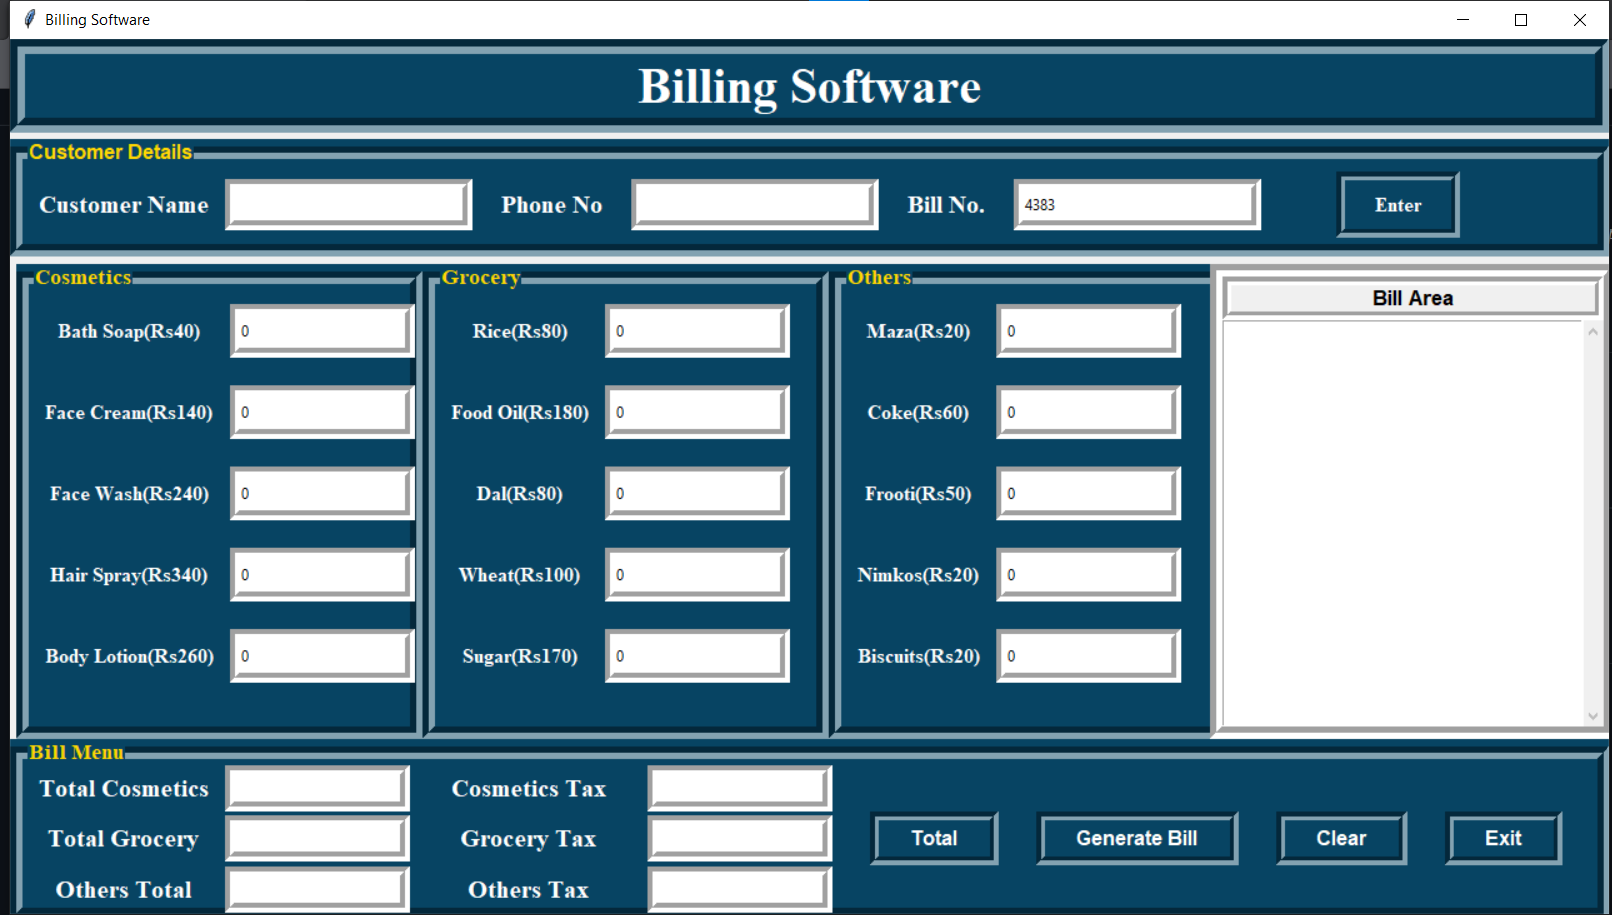 Billing Software
Billing Software
Customer Details
Customer Name Phone No Bill No. 4383 Enter
Cosmetics Grocery Others
Bill Area
Bath Soap(Rs40) 0 Rice(Rs80) 0 Maza(Rs20) 0
Face Cream(Rs140) 0 Food Oil(Rs180) 0 Coke(Rs60) 0
Face Wash(Rs240) 0 Dal(Rs80) 0 Frooti(Rs50) 0
Hair Spray(Rs340) 0 Wheat(Rs100) 0 Nimkos(Rs20) 0
Body Lotion(Rs260) 0 Sugar(Rs170) 0 Biscuits(Rs20) 0
Bill Menu
Total Cosmetics Cosmetics Tax
Total Grocery Grocery Tax Total Generate Bill Clear Exit
Others Total Others Tax